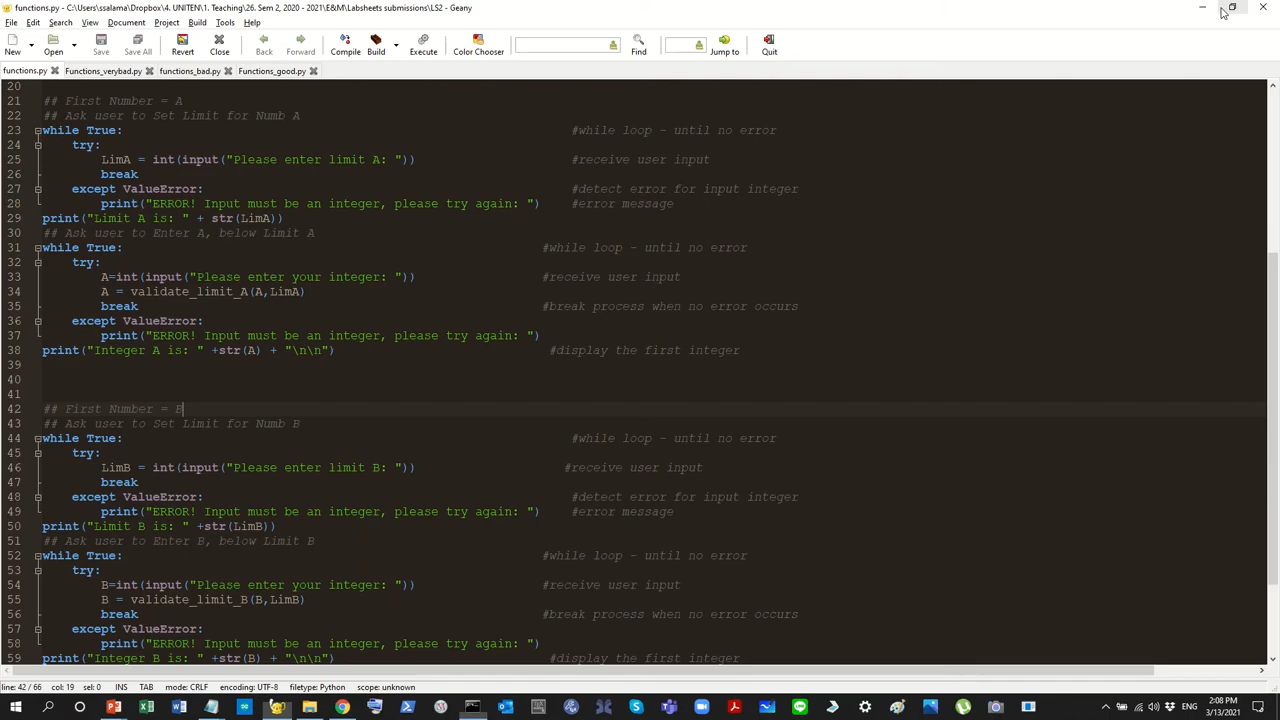 functions.py - C:\Users\ssalama\Dropbox\4. UNITEN\1. Teaching\26. Sem 2, 2020 - 2021\E&M\Labsheets submissions\LS2 - Geany
File Edit Search View Document Project Build Tools Help
New Open Save Save All Revert Close Back Forward Compile Build Execute Color Chooser Find Jump to Quit
functions.py Functions_verybad.py functions_bad.py Functions_good.py
20
21 ## First Number = A
22 ## Ask user to Set Limit for Numb A
23 while True: #while loop - until no error
24 try:
25 LimA = int(input("Please enter limit A: ")) #receive user input
26 break
27 except ValueError: #detect error for input integer
28 print("ERROR! Input must be an integer, please try again: ") #error message
29 print("Limit A is: " + str(LimA))
30 ## Ask user to Enter A, below Limit A
31 while True: #while loop - until no error
32 try:
33 A=int(input("Please enter your integer: ")) #receive user input
34 A = validate_limit_A(A,LimA)
35 break #break process when no error occurs
36 except ValueError:
37 print("ERROR! Input must be an integer, please try again: ")
38 print("Integer A is: " +str(A) + "\n\n") #display the first integer
39
40
41
42 ## First Number = B
43 ## Ask user to Set Limit for Numb B
44 while True: #while loop - until no error
45 try:
46 LimB = int(input("Please enter limit B: ")) #receive user input
47 break
48 except ValueError: #detect error for input integer
49 print("ERROR! Input must be an integer, please try again: ") #error message
50 print("Limit B is: " +str(LimB))
51 ## Ask user to Enter B, below Limit B
52 while True: #while loop - until no error
53 try:
54 B=int(input("Please enter your integer: ")) #receive user input
55 B = validate_limit_B(B,LimB)
56 break #break process when no error occurs
57 except ValueError:
58 print("ERROR! Input must be an integer, please try again: ")
59 print("Integer B is: " +str(B) + "\n\n") #display the first integer
line: 42 / 66 col: 19 sel: 0 INS TAB mode: CRLF encoding: UTF-8 filetype: Python scope: unknown
2:08 PM
3/13/2021